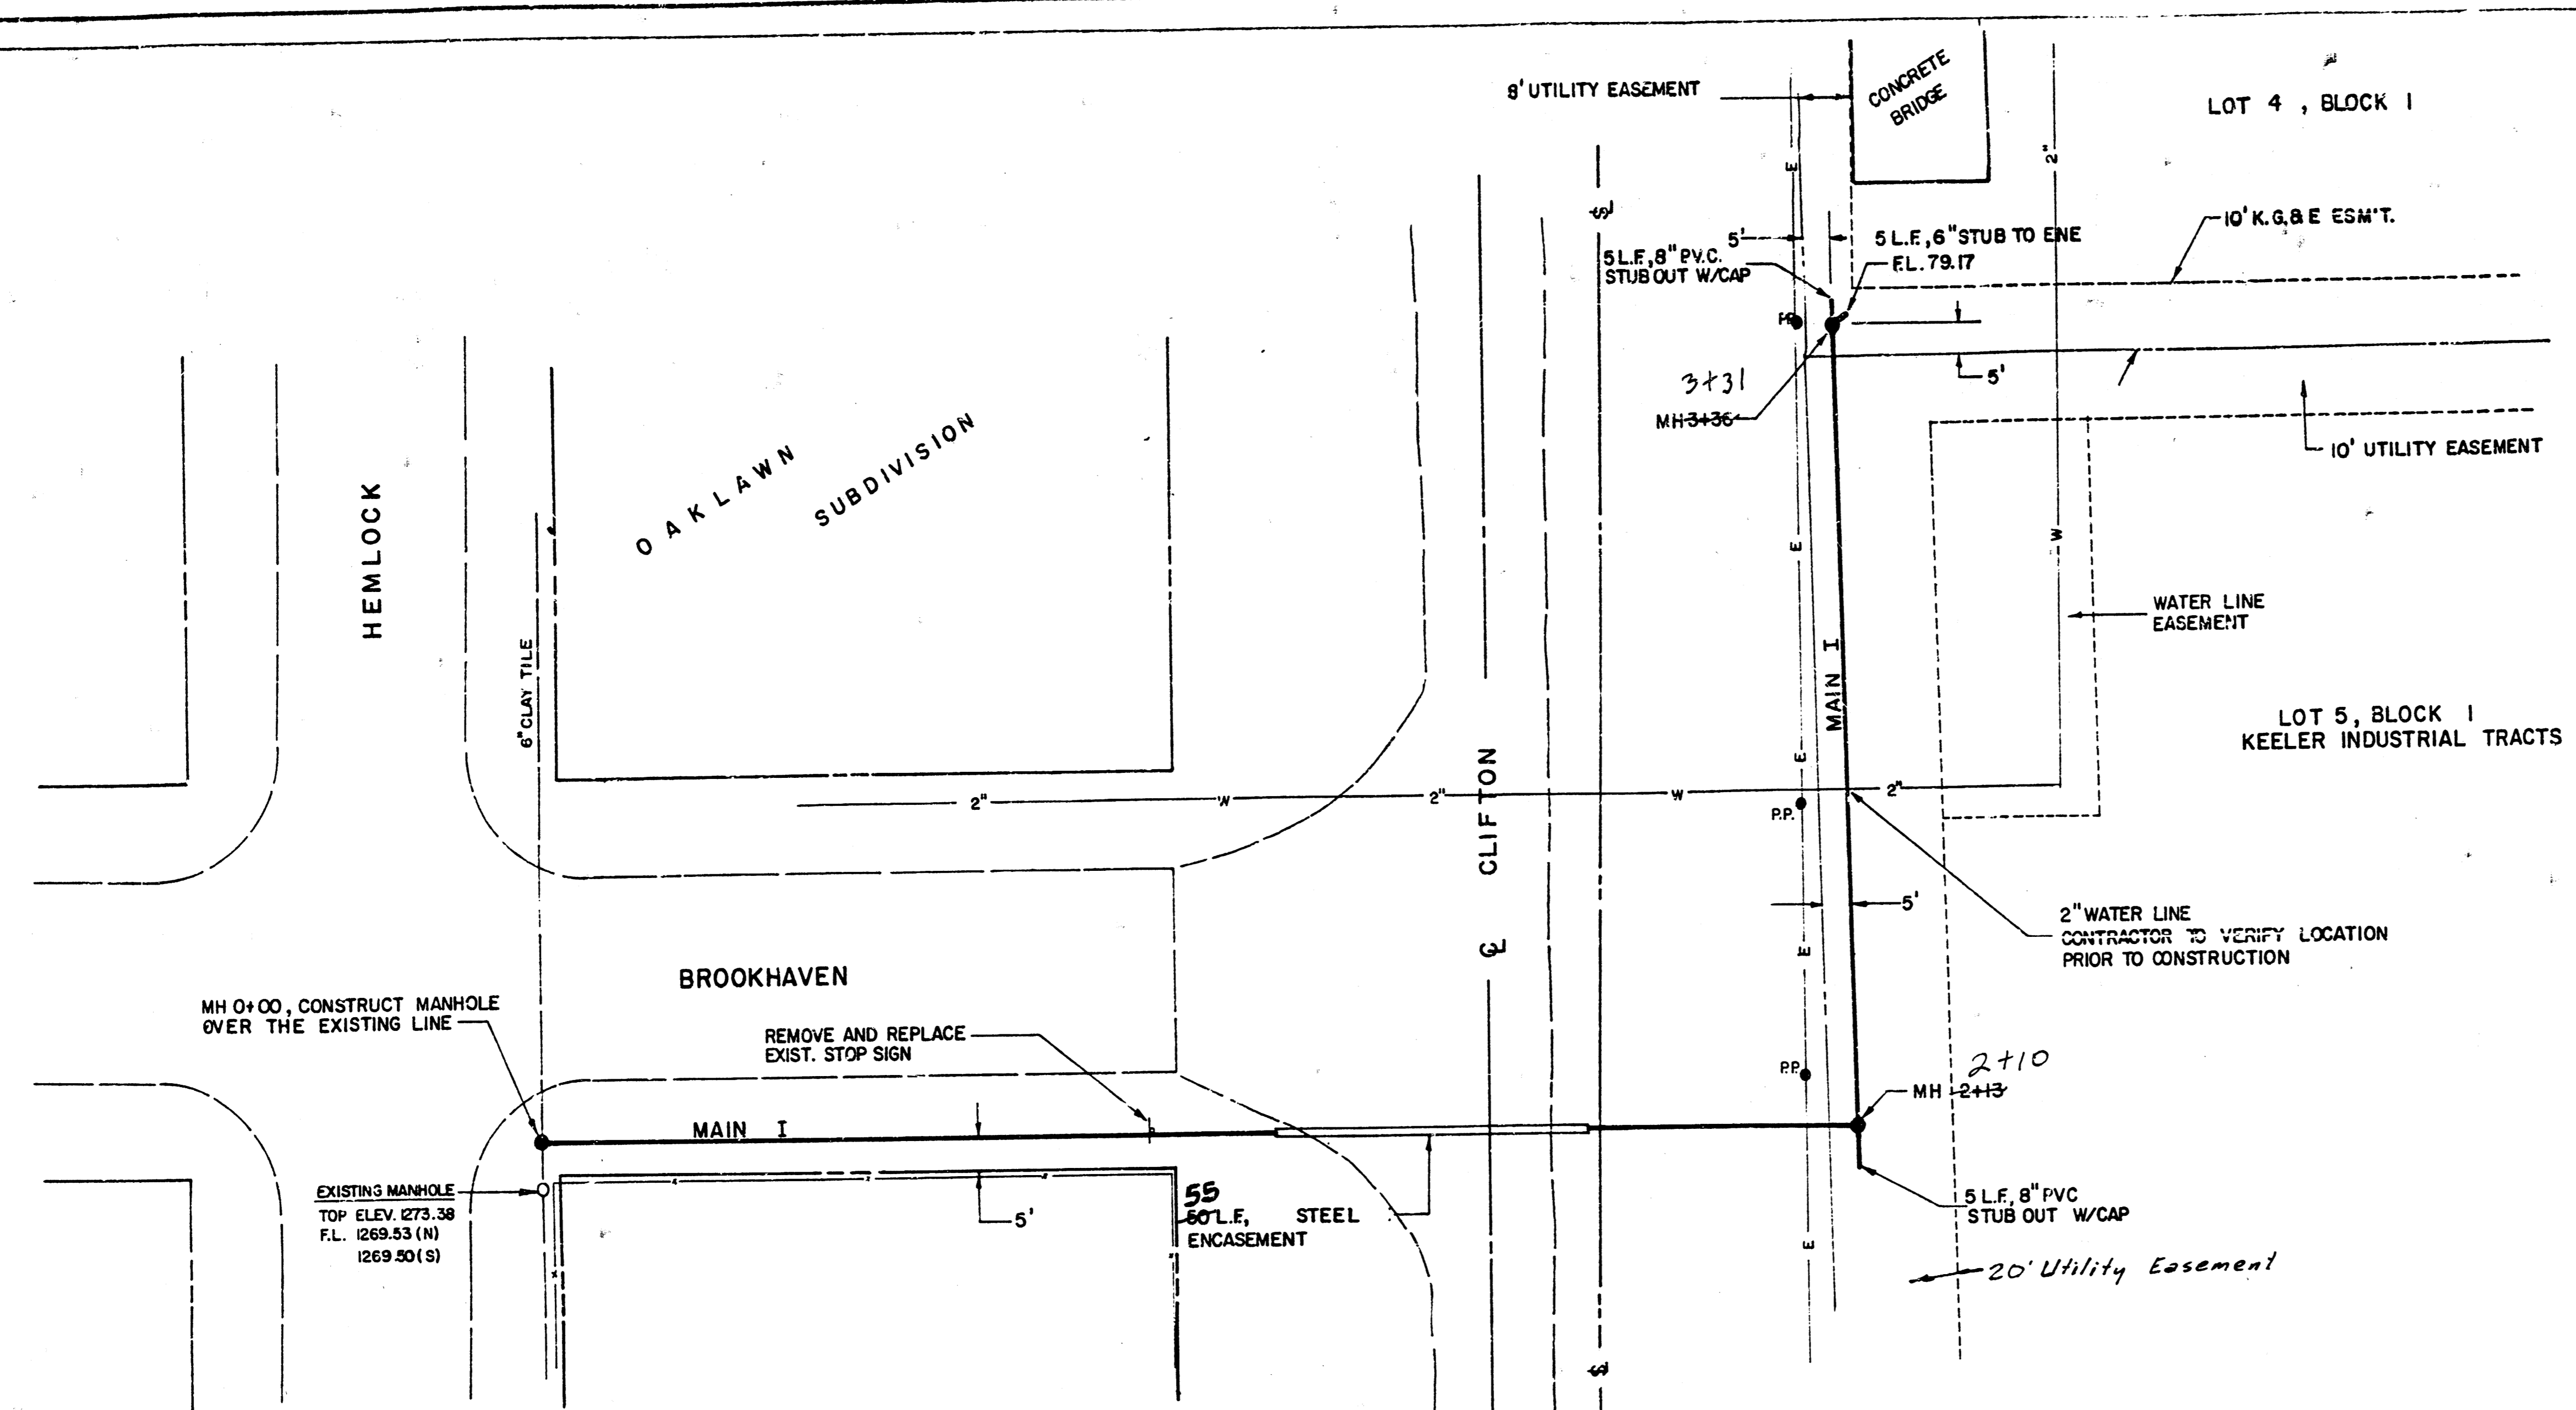 8' UTILITY EASEMENT
CONCRETE
BRIDGE
LOT 4 , BLOCK 1
2"
E
10' K.G.& E ESM'T.
5'
5 L.F., 6" STUB TO ENE
F.L. 79.17
5 L.F., 8" P.V.C.
STUB OUT W/CAP
P.P.
5'
3+31
MH 3+36
10' UTILITY EASEMENT
OAKLAWN
SUBDIVISION
HEMLOCK
6" CLAY TILE
E
W
WATER LINE
EASEMENT
MAIN I
LOT 5, BLOCK 1
KEELER INDUSTRIAL TRACTS
E
2"
W
2"
W
2"
P.P.
CLIFTON
℄
5'
2" WATER LINE
CONTRACTOR TO VERIFY LOCATION
PRIOR TO CONSTRUCTION
E
BROOKHAVEN
MH 0+00, CONSTRUCT MANHOLE
OVER THE EXISTING LINE
REMOVE AND REPLACE
EXIST. STOP SIGN
P.P.
2+10
MH 2+13
MAIN I
EXISTING MANHOLE
TOP ELEV. 1273.38
F.L. 1269.53 (N)
1269.50 (S)
5'
55
60 L.F., STEEL
ENCASEMENT
5 L.F., 8" PVC
STUB OUT W/CAP
E
20' Utility Easement